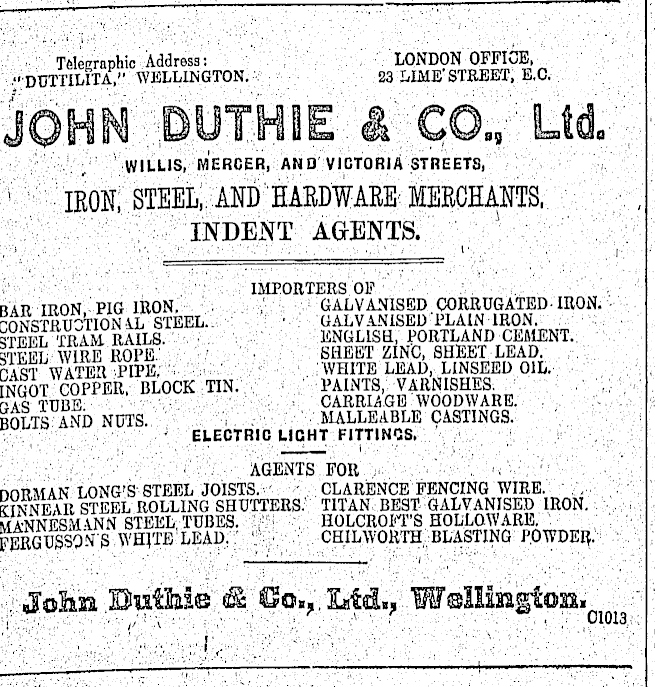 Telegraphic Address:
"DUTTILITA," WELLINGTON.
LONDON OFFICE,
23 LIME STREET, E.C.
JOHN DUTHIE & CO., Ltd.
WILLIS, MERCER, AND VICTORIA STREETS,
IRON, STEEL, AND HARDWARE MERCHANTS,
INDENT AGENTS.
IMPORTERS OF
BAR IRON, PIG IRON.
CONSTRUCTIONAL STEEL.
STEEL TRAM RAILS.
STEEL WIRE ROPE.
CAST WATER PIPE.
INGOT COPPER, BLOCK TIN.
GAS TUBE.
BOLTS AND NUTS.
GALVANISED CORRUGATED IRON.
GALVANISED PLAIN IRON.
ENGLISH, PORTLAND CEMENT.
SHEET ZINC, SHEET LEAD.
WHITE LEAD, LINSEED OIL.
PAINTS, VARNISHES.
CARRIAGE WOODWARE.
MALLEABLE CASTINGS.
ELECTRIC LIGHT FITTINGS.
AGENTS FOR
DORMAN LONG'S STEEL JOISTS.
KINNEAR STEEL ROLLING SHUTTERS.
MANNESMANN STEEL TUBES.
FERGUSSON'S WHITE LEAD.
CLARENCE FENCING WIRE.
TITAN BEST GALVANISED IRON.
HOLCROFT'S HOLLOWARE.
CHILWORTH BLASTING POWDER.
John Duthie & Co., Ltd., Wellington.
C1013